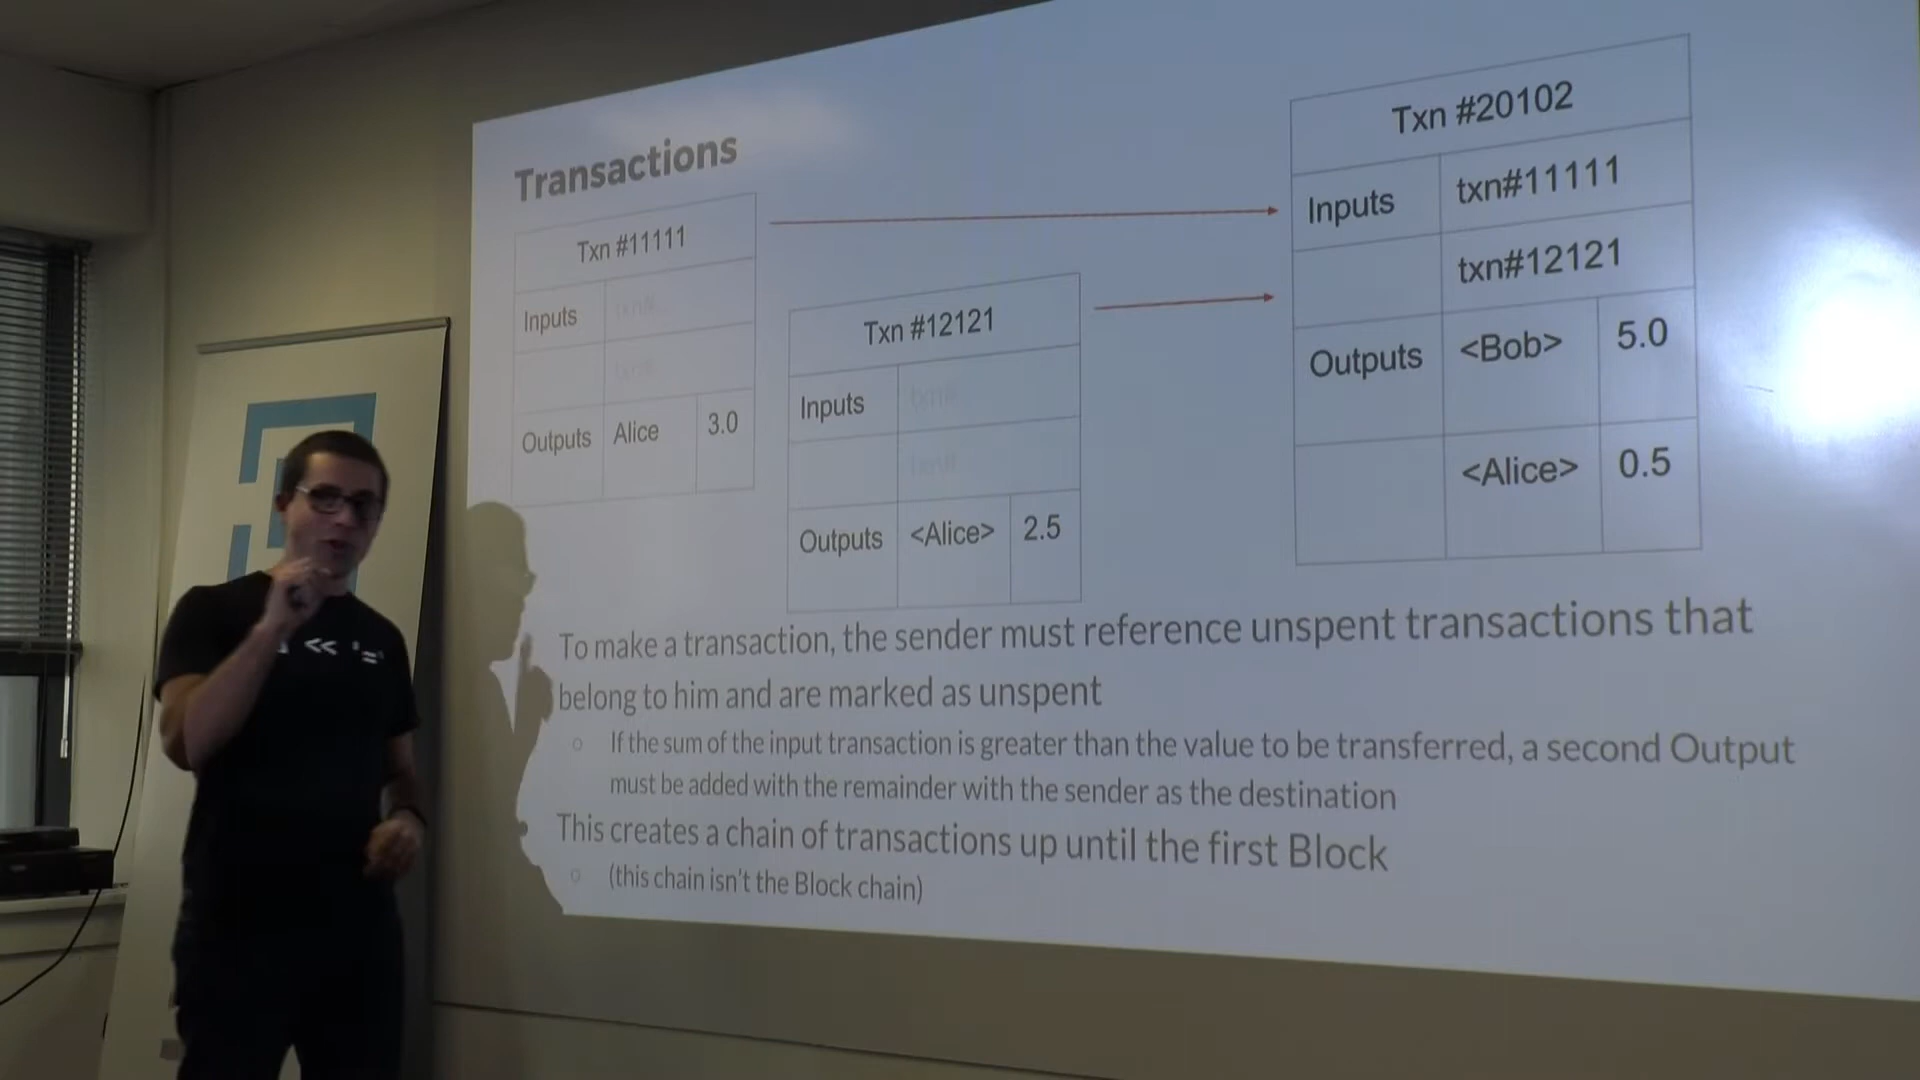 Transactions
Txn #11111
Inputs
Outputs Alice 3.0
Txn #12121
Inputs
Outputs <Alice> 2.5
Txn #20102
Inputs txn#11111
txn#12121
Outputs <Bob> 5.0
<Alice> 0.5
To make a transaction, the sender must reference unspent transactions that
belong to him and are marked as unspent
○ If the sum of the input transaction is greater than the value to be transferred, a second Output
must be added with the remainder with the sender as the destination
This creates a chain of transactions up until the first Block
○ (this chain isn't the Block chain)
<< '='